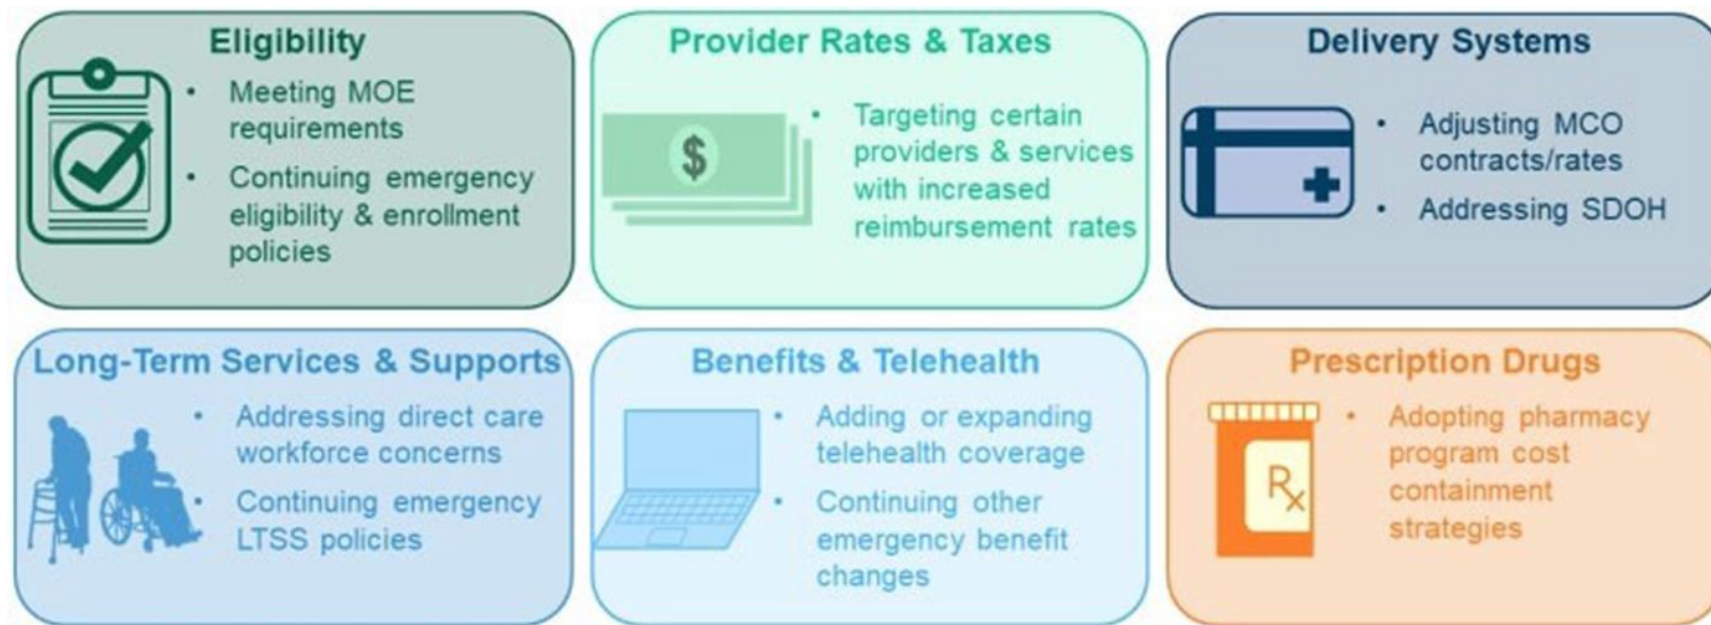 Eligibility
• Meeting MOE
requirements
• Continuing emergency
eligibility & enrollment
policies
Provider Rates & Taxes
$
• Targeting certain
providers & services
with increased
reimbursement rates
Delivery Systems
• Adjusting MCO
contracts/rates
• Addressing SDOH
Long-Term Services & Supports
• Addressing direct care
workforce concerns
• Continuing emergency
LTSS policies
Benefits & Telehealth
• Adding or expanding
telehealth coverage
• Continuing other
emergency benefit
changes
Prescription Drugs
Rx
• Adopting pharmacy
program cost
containment
strategies